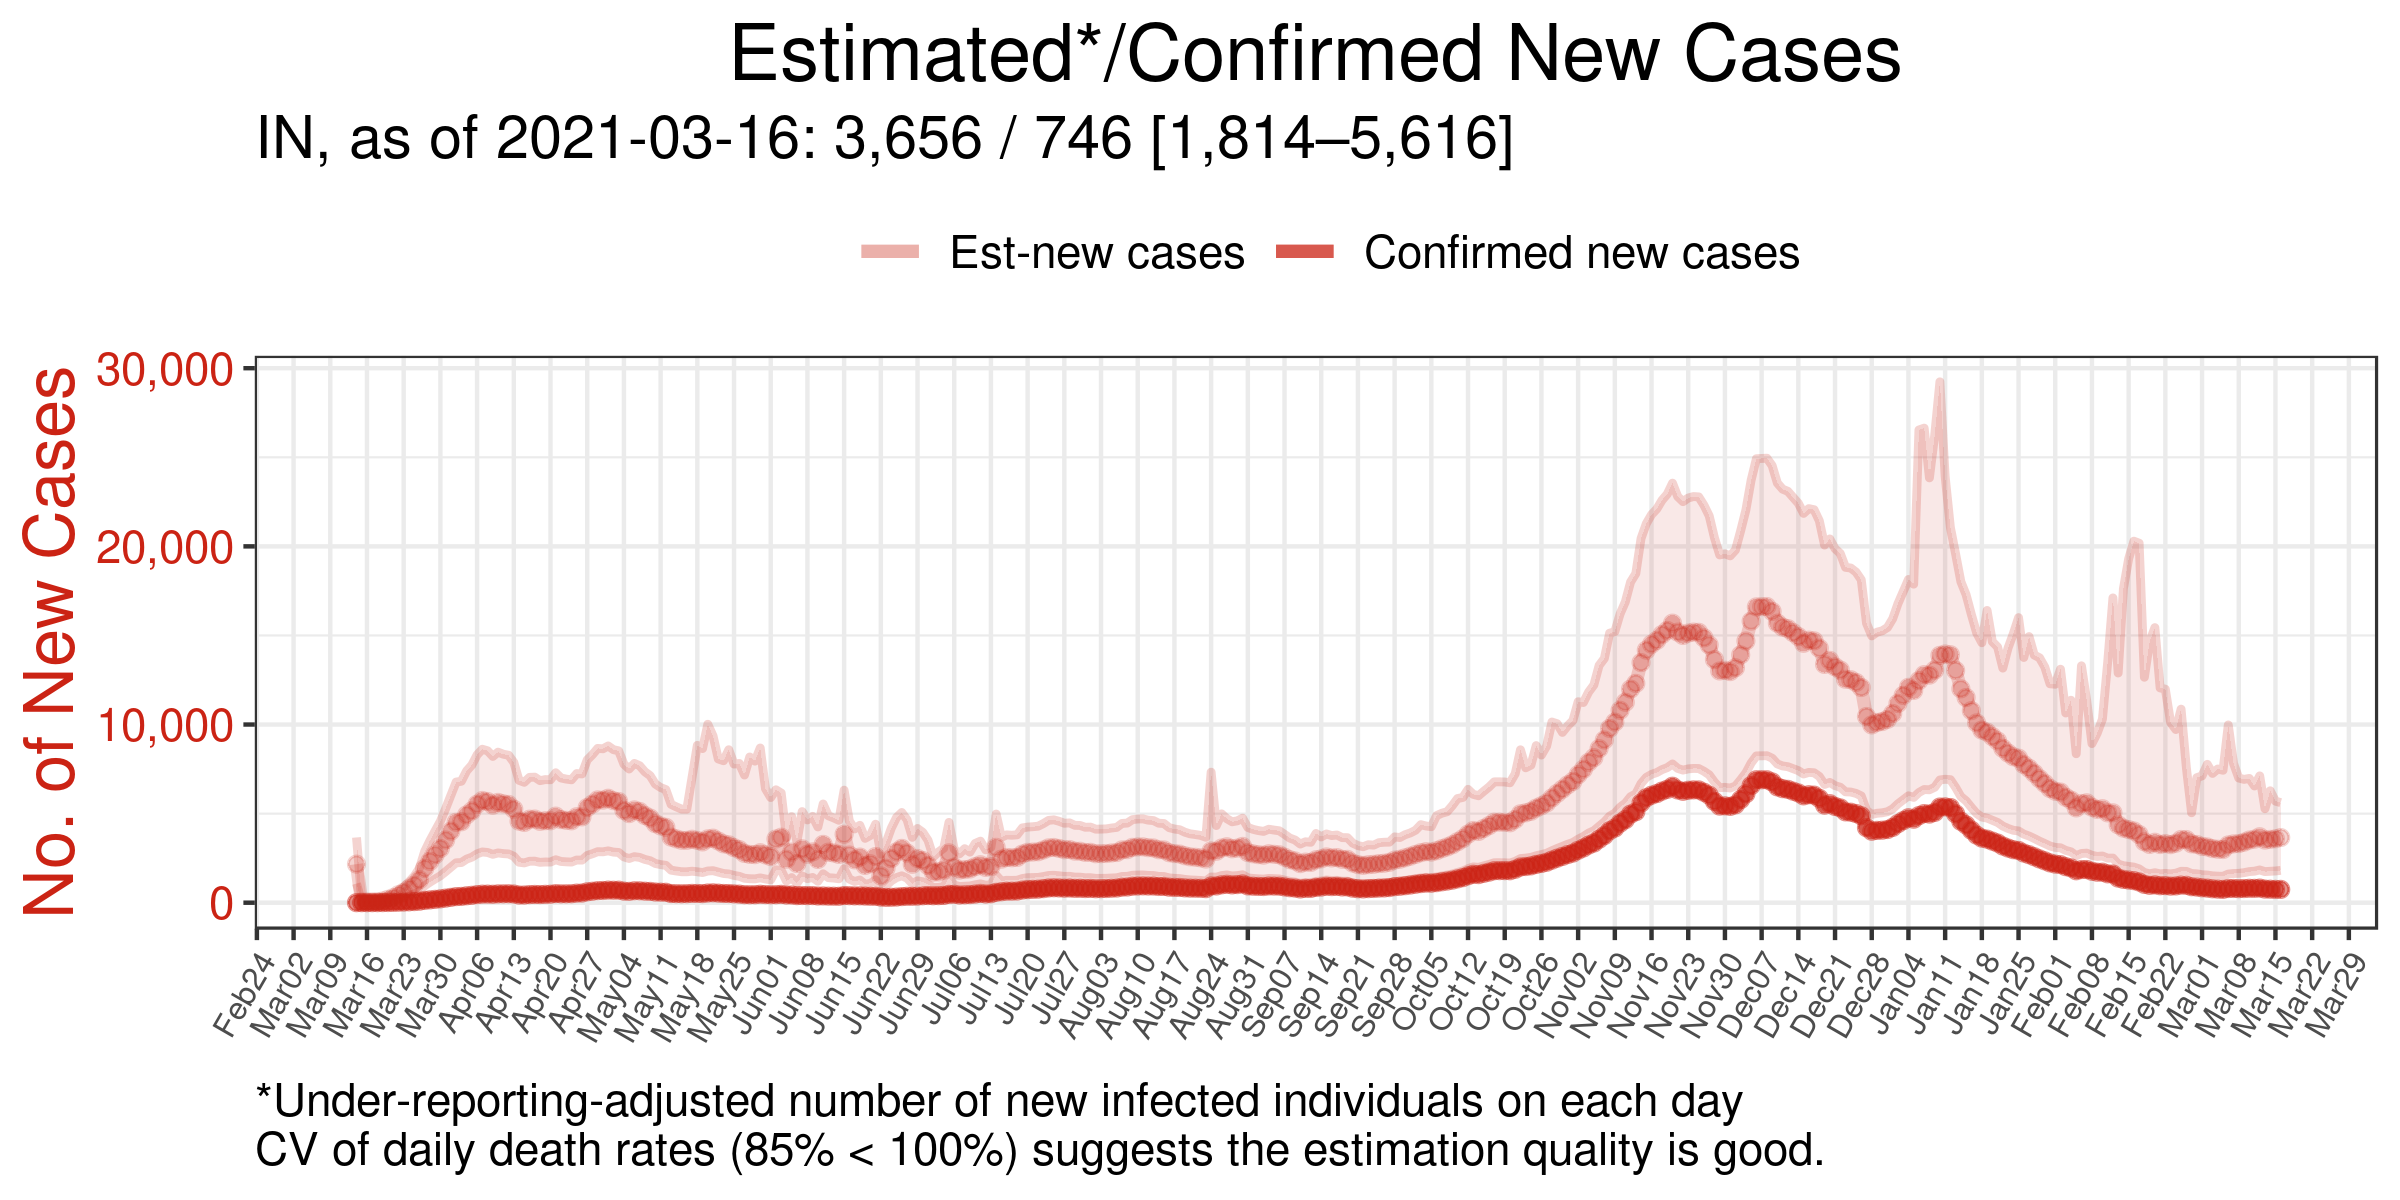 Estimated*/Confirmed New Cases
IN, as of 2021-03-16: 3,656 / 746 [1,814–5,616]
Est-new cases
Confirmed new cases
No. of New Cases
30,000
20,000
10,000
0
Feb24
Mar02
Mar09
Mar16
Mar23
Mar30
Apr06
Apr13
Apr20
Apr27
May04
May11
May18
May25
Jun01
Jun08
Jun15
Jun22
Jun29
Jul06
Jul13
Jul20
Jul27
Aug03
Aug10
Aug17
Aug24
Aug31
Sep07
Sep14
Sep21
Sep28
Oct05
Oct12
Oct19
Oct26
Nov02
Nov09
Nov16
Nov23
Nov30
Dec07
Dec14
Dec21
Dec28
Jan04
Jan11
Jan18
Jan25
Feb01
Feb08
Feb15
Feb22
Mar01
Mar08
Mar15
Mar22
Mar29
*Under-reporting-adjusted number of new infected individuals on each day
CV of daily death rates (85% < 100%) suggests the estimation quality is good.